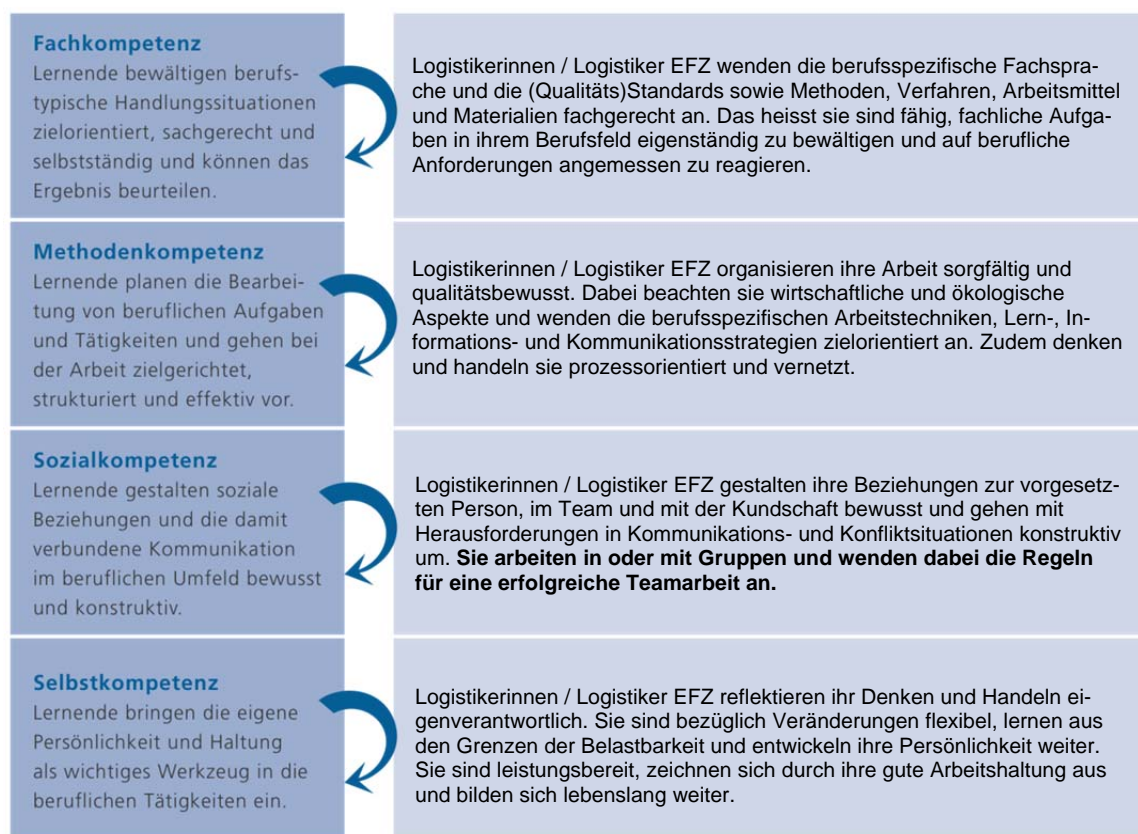 Fachkompetenz
Lernende bewältigen berufs-
typische Handlungssituationen
zielorientiert, sachgerecht und
selbstständig und können das
Ergebnis beurteilen.
Logistikerinnen / Logistiker EFZ wenden die berufsspezifische Fachspra-
che und die (Qualitäts)Standards sowie Methoden, Verfahren, Arbeitsmittel
und Materialien fachgerecht an. Das heisst sie sind fähig, fachliche Aufga-
ben in ihrem Berufsfeld eigenständig zu bewältigen und auf berufliche
Anforderungen angemessen zu reagieren.
Methodenkompetenz
Lernende planen die Bearbei-
tung von beruflichen Aufgaben
und Tätigkeiten und gehen bei
der Arbeit zielgerichtet,
strukturiert und effektiv vor.
Logistikerinnen / Logistiker EFZ organisieren ihre Arbeit sorgfältig und
qualitätsbewusst. Dabei beachten sie wirtschaftliche und ökologische
Aspekte und wenden die berufsspezifischen Arbeitstechniken, Lern-, In-
formations- und Kommunikationsstrategien zielorientiert an. Zudem denken
und handeln sie prozessorientiert und vernetzt.
Sozialkompetenz
Lernende gestalten soziale
Beziehungen und die damit
verbundene Kommunikation
im beruflichen Umfeld bewusst
und konstruktiv.
Logistikerinnen / Logistiker EFZ gestalten ihre Beziehungen zur vorgesetz-
ten Person, im Team und mit der Kundschaft bewusst und gehen mit
Herausforderungen in Kommunikations- und Konfliktsituationen konstruktiv
um. Sie arbeiten in oder mit Gruppen und wenden dabei die Regeln
für eine erfolgreiche Teamarbeit an.
Selbstkompetenz
Lernende bringen die eigene
Persönlichkeit und Haltung
als wichtiges Werkzeug in die
beruflichen Tätigkeiten ein.
Logistikerinnen / Logistiker EFZ reflektieren ihr Denken und Handeln ei-
genverantwortlich. Sie sind bezüglich Veränderungen flexibel, lernen aus
den Grenzen der Belastbarkeit und entwickeln ihre Persönlichkeit weiter.
Sie sind leistungsbereit, zeichnen sich durch ihre gute Arbeitshaltung aus
und bilden sich lebenslang weiter.